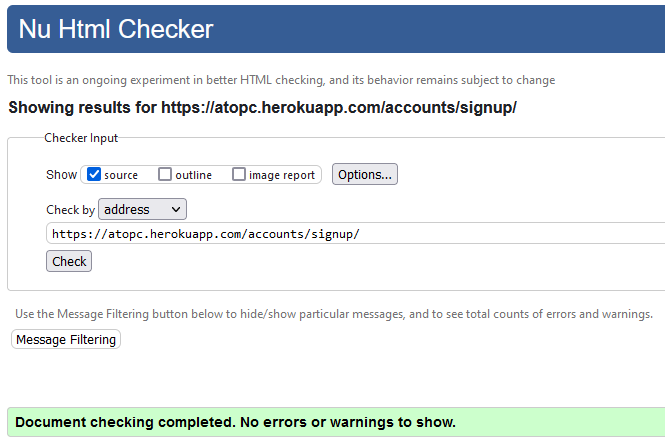 Nu Html Checker
This tool is an ongoing experiment in better HTML checking, and its behavior remains subject to change
Showing results for https://atopc.herokuapp.com/accounts/signup/
Checker Input
Show source outline image report Options...
Check by address
https://atopc.herokuapp.com/accounts/signup/
Check
Use the Message Filtering button below to hide/show particular messages, and to see total counts of errors and warnings.
Message Filtering
Document checking completed. No errors or warnings to show.